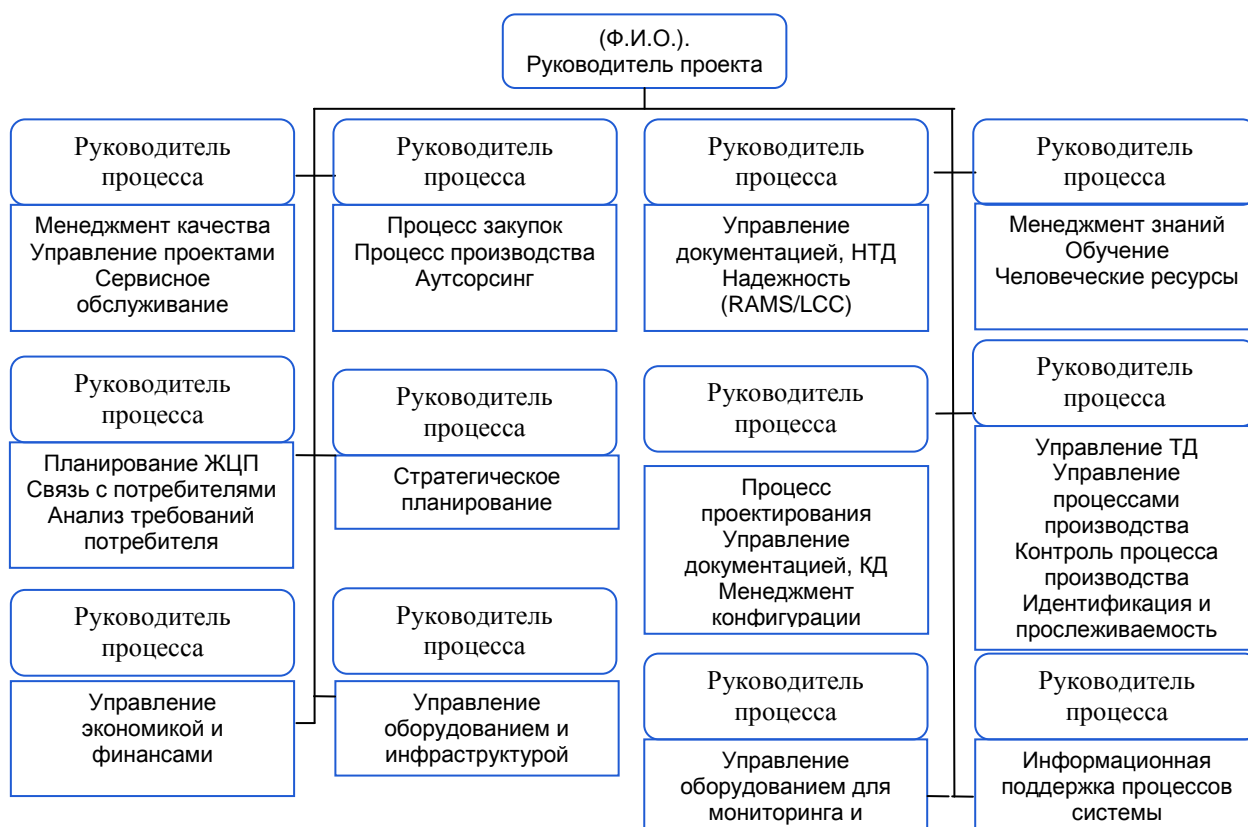 (Ф.И.О.).
Руководитель проекта
Руководитель
процесса
Менеджмент качества
Управление проектами
Сервисное
обслуживание
Руководитель
процесса
Процесс закупок
Процесс производства
Аутсорсинг
Руководитель
процесса
Управление
документацией, НТД
Надежность
(RAMS/LCC)
Руководитель
процесса
Менеджмент знаний
Обучение
Человеческие ресурсы
Руководитель
процесса
Планирование ЖЦП
Связь с потребителями
Анализ требований
потребителя
Руководитель
процесса
Стратегическое
планирование
Руководитель
процесса
Процесс
проектирования
Управление
документацией, КД
Менеджмент
конфигурации
Руководитель
процесса
Управление ТД
Управление
процессами
производства
Контроль процесса
производства
Идентификация и
прослеживаемость
Руководитель
процесса
Управление
экономикой и
финансами
Руководитель
процесса
Управление
оборудованием и
инфраструктурой
Руководитель
процесса
Управление
оборудованием для
мониторинга и
Руководитель
процесса
Информационная
поддержка процессов
системы